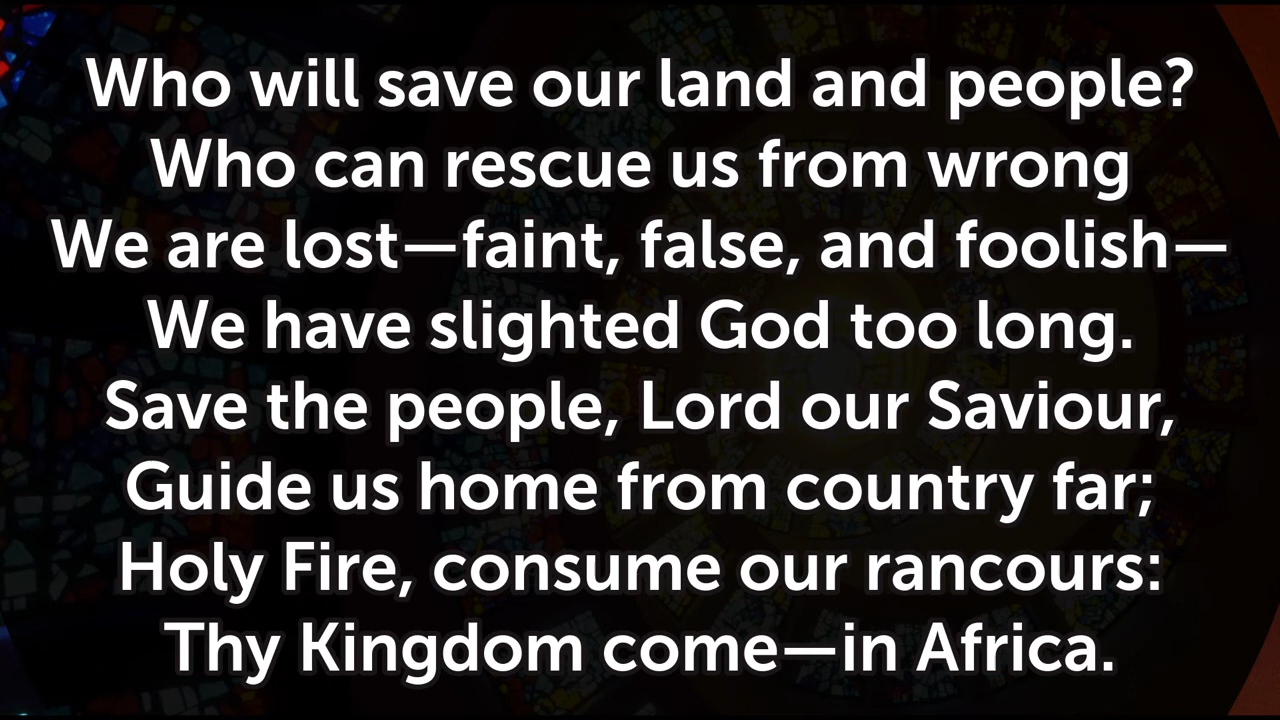 Who will save our land and people?
Who can rescue us from wrong
We are lost—faint, false, and foolish—
We have slighted God too long.
Save the people, Lord our Saviour,
Guide us home from country far;
Holy Fire, consume our rancours:
Thy Kingdom come—in Africa.